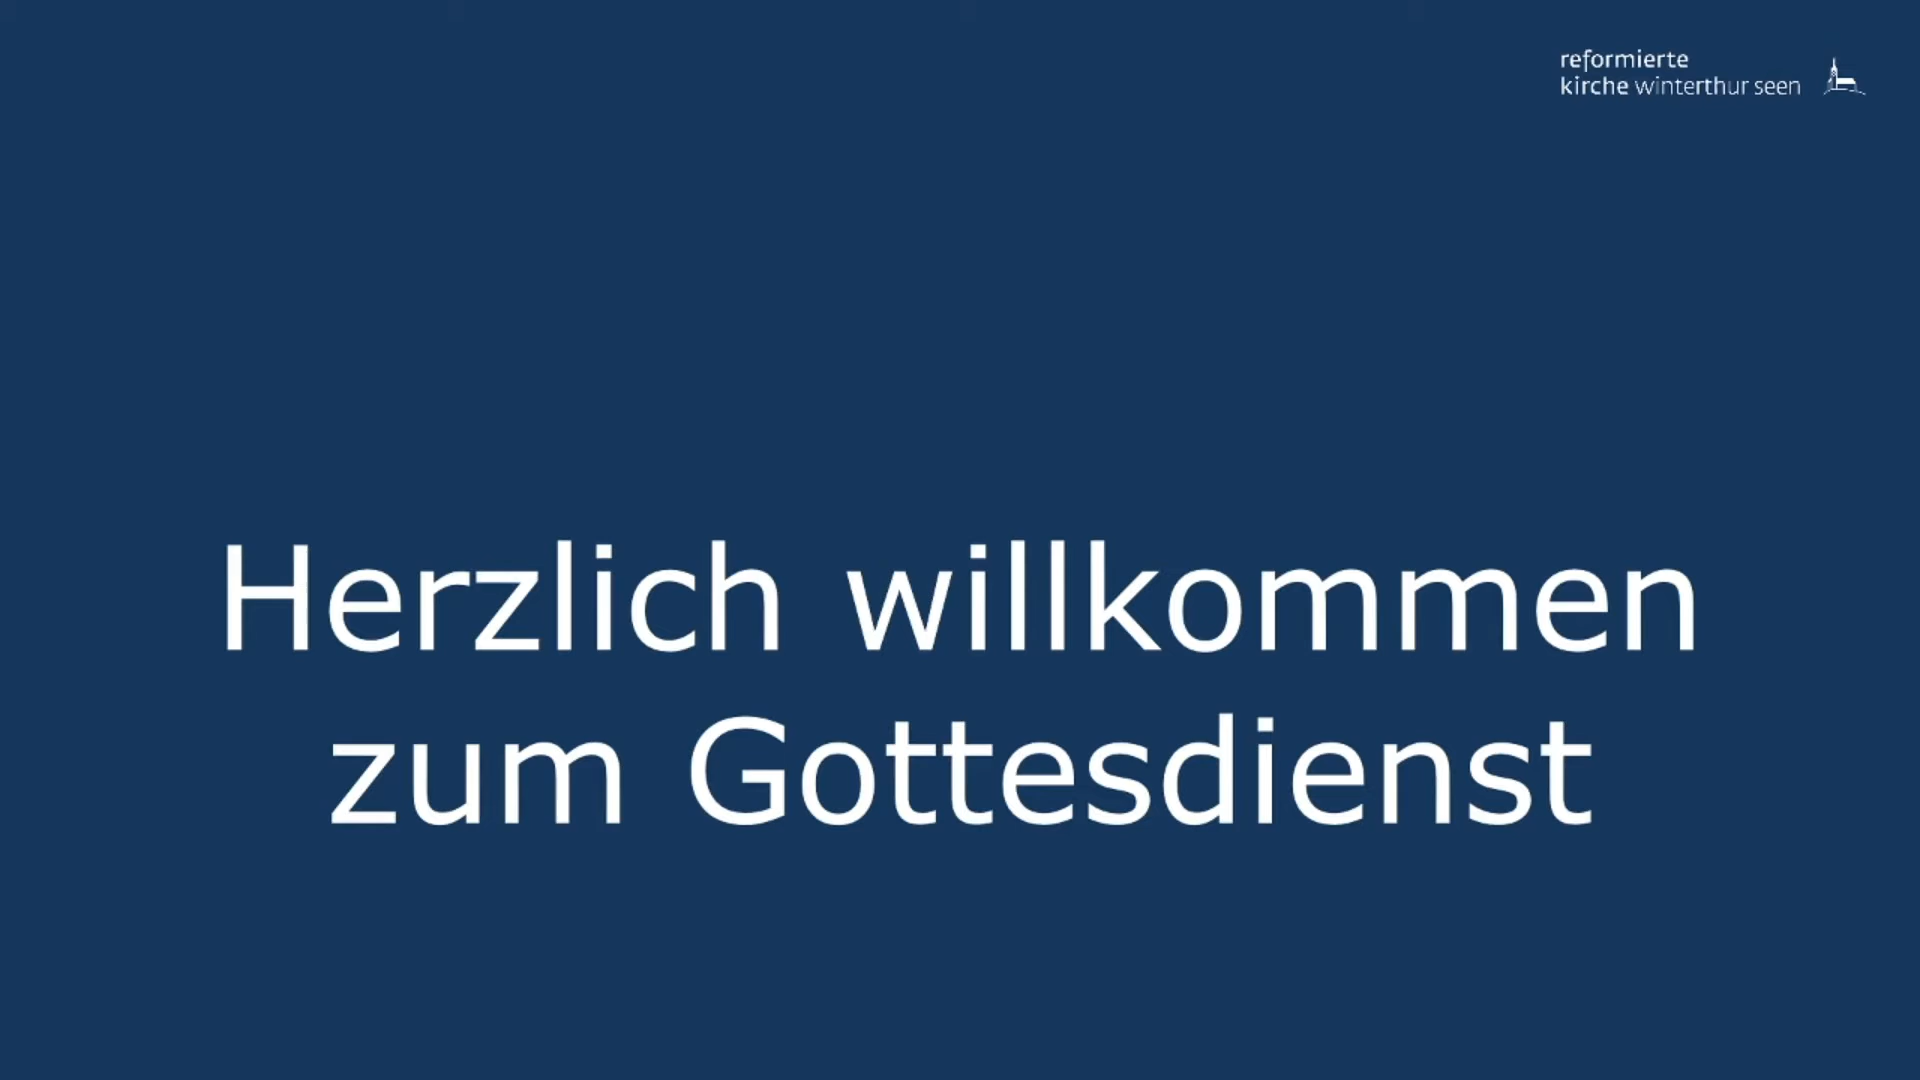 reformierte
kirche winterthur seen
Herzlich willkommen
zum Gottesdienst